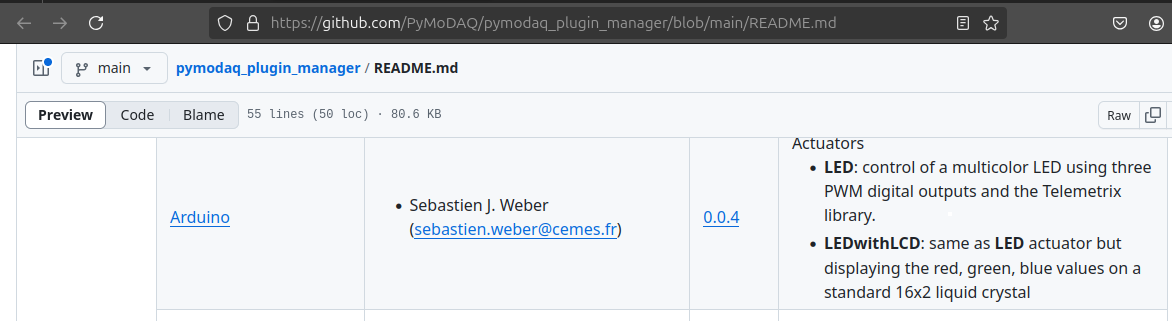 https://github.com/PyMoDAQ/pymodaq_plugin_manager/blob/main/README.md
main
pymodaq_plugin_manager / README.md
Preview
Code
Blame
55 lines (50 loc) · 80.6 KB
Raw
Arduino
• Sebastien J. Weber
(sebastien.weber@cemes.fr)
0.0.4
Actuators
• LED: control of a multicolor LED using three
PWM digital outputs and the Telemetrix
library.
• LEDwithLCD: same as LED actuator but
displaying the red, green, blue values on a
standard 16x2 liquid crystal